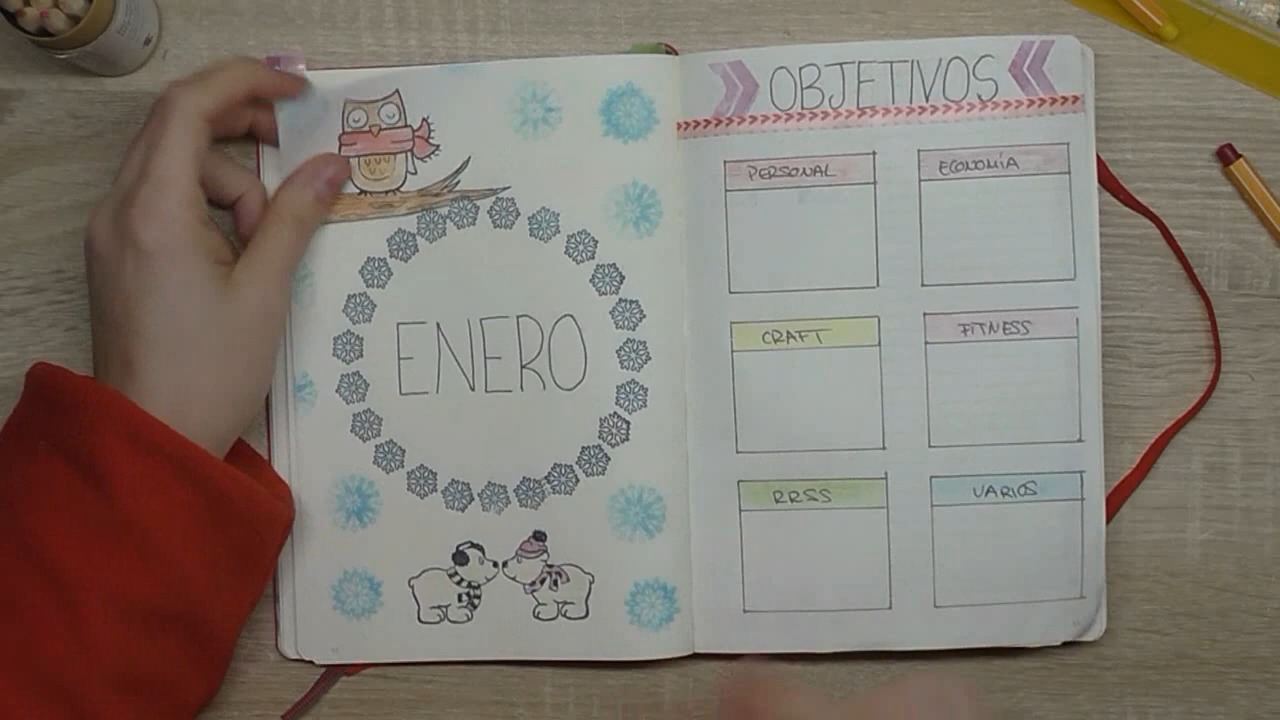 ENERO
OBJETIVOS
PERSONAL
ECONOMÍA
CRAFT
FITNESS
RRSS
VARIOS